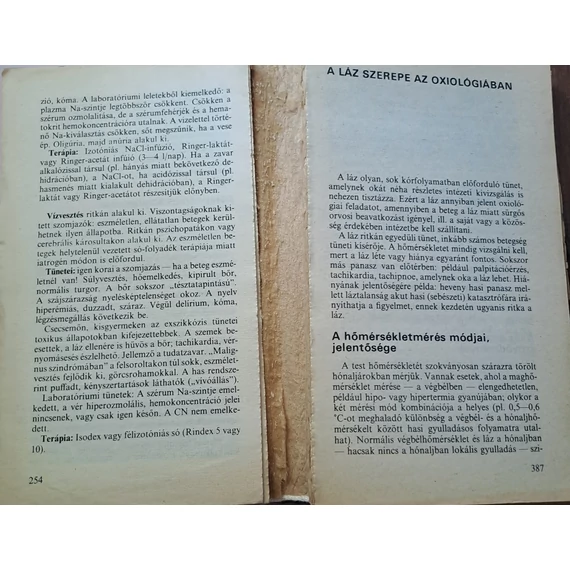 zió, kóma. A laboratóriumi leletekből kiemelkedő: a
plazma Na-szintje legtöbbször csökkent. Csökken a
szérum ozmolalitása, de a szérumfehérjék és a hema-
tokrit hemokoncentrációra utalnak. A vizelettel törté-
nő Na-kiválasztás csökken, sőt megszűnik, ha a vese
ép. Oligúria, majd anúria alakul ki.
Terápia: Izotóniás NaCl-infúzió, Ringer-laktát-
vagy Ringer-acetát infúió (3—4 l/nap). Ha a zavar
alkalózissal társul (pl. hányás miatt bekövetkező de-
hidrációban), a NaCl-ot, ha acidózissal társul (pl.
hasmenés miatt kialakult dehidrációban), a Ringer-
laktát vagy Ringer-acetátot részesítjük előnyben.
Vízvesztés ritkán alakul ki. Viszontagságoknak ki-
tett szomjazók: eszméletlen, ellátatlan betegek kerül-
hetnek ilyen állapotba. Ritkán pszichopatákon vagy
cerebrális károsultakon alakul ki. Az eszméletlen be-
tegek helytelenül vezetett só-folyadék terápiája miatt
iatrogén módon is előfordul.
Tünetei: igen korai a szomjazás — ha a beteg eszmé-
letnél van! Súlyvesztés, hőemelkedés, kipirult bőr,
normális turgor. A bőr sokszor „tésztatapintású".
A szájszárazság nyelésképtelenséget okoz. A nyelv
hiperémiás, duzzadt, száraz. Végül delírium, kóma,
légzésmegállás következik be.
Csecsemőn, kisgyermeken az exszikkózis tünetei
toxikus állapotokban kifejezettebbek. A szemek be-
esettek, a láz ellenére is hűvös a bőr; tachikardia, vér-
nyomásesés észlelhető. Jellemző a tudatzavar. „Malig-
nus szindrómában" a felsoroltakon túl sokk, eszmélet-
vesztés fejlődik ki, görcsrohamokkal. A has rendsze-
rint puffadt, kényszertartások láthatók („vívóállás").
Laboratóriumi tünetek: A szérum Na-szintje emel-
kedett, a vér hiperozmoláló, hemokoncentráció jelei
nincsenek, vagy csak igen későn. A CN nem emelke-
dett.
Terápia: Isodex vagy félizotóniás só (Rindex 5 vagy
10).
254
A LÁZ SZEREPE AZ OXIOLÓGIÁBAN
A láz olyan, sok kórfolyamatban előforduló tünet,
amelynek okát néha részletes intézeti kivizsgálás is
nehezen tisztázza. Ezért a láz annyiban jelent oxioló-
giai feladatot, amennyiben a beteg a láz miatt sürgős
orvosi beavatkozást igényel, ill. a saját vagy a közös-
ség érdekében intézetbe kell szállítani.
A láz ritkán egyedüli tünet, inkább számos betegség
tüneti kísérője. A hőmérsékletet mindig vizsgálni kell,
mert a láz léte vagy hiánya egyaránt fontos. Sokszor
más panasz van előtérben: például palpitációérzés,
tachikardia, tachipnoe, amelynek oka a láz lehet. Hiá-
nyának jelentőségére példa: heveny hasi panasz mel-
lett láztalanság akut hasi (sebészeti) katasztrófára irá-
nyíthatja a figyelmet, ennek kezdetén ugyanis ritka a
láz.
A hőmérsékletmérés módjai,
jelentősége
A test hőmérsékletét szokványosan szárazra törölt
hónaljárokban mérjük. Vannak esetek, ahol a maghő-
mérséklet mérése — a végbélben — elengedhetetlen,
például hipo- vagy hipertermia gyanújában; olykor a
két mérési mód kombinációja a helyes (pl. 0,5—0,6
°C-ot meghaladó különbség a végbél- és a hónaljhő-
mérsékelt között hasi gyulladásos folyamatra utal-
hat). Normális végbélhőmérséklet és láz a hónaljban
— hacsak nincs a hónaljban lokális gyulladás — szi-
387